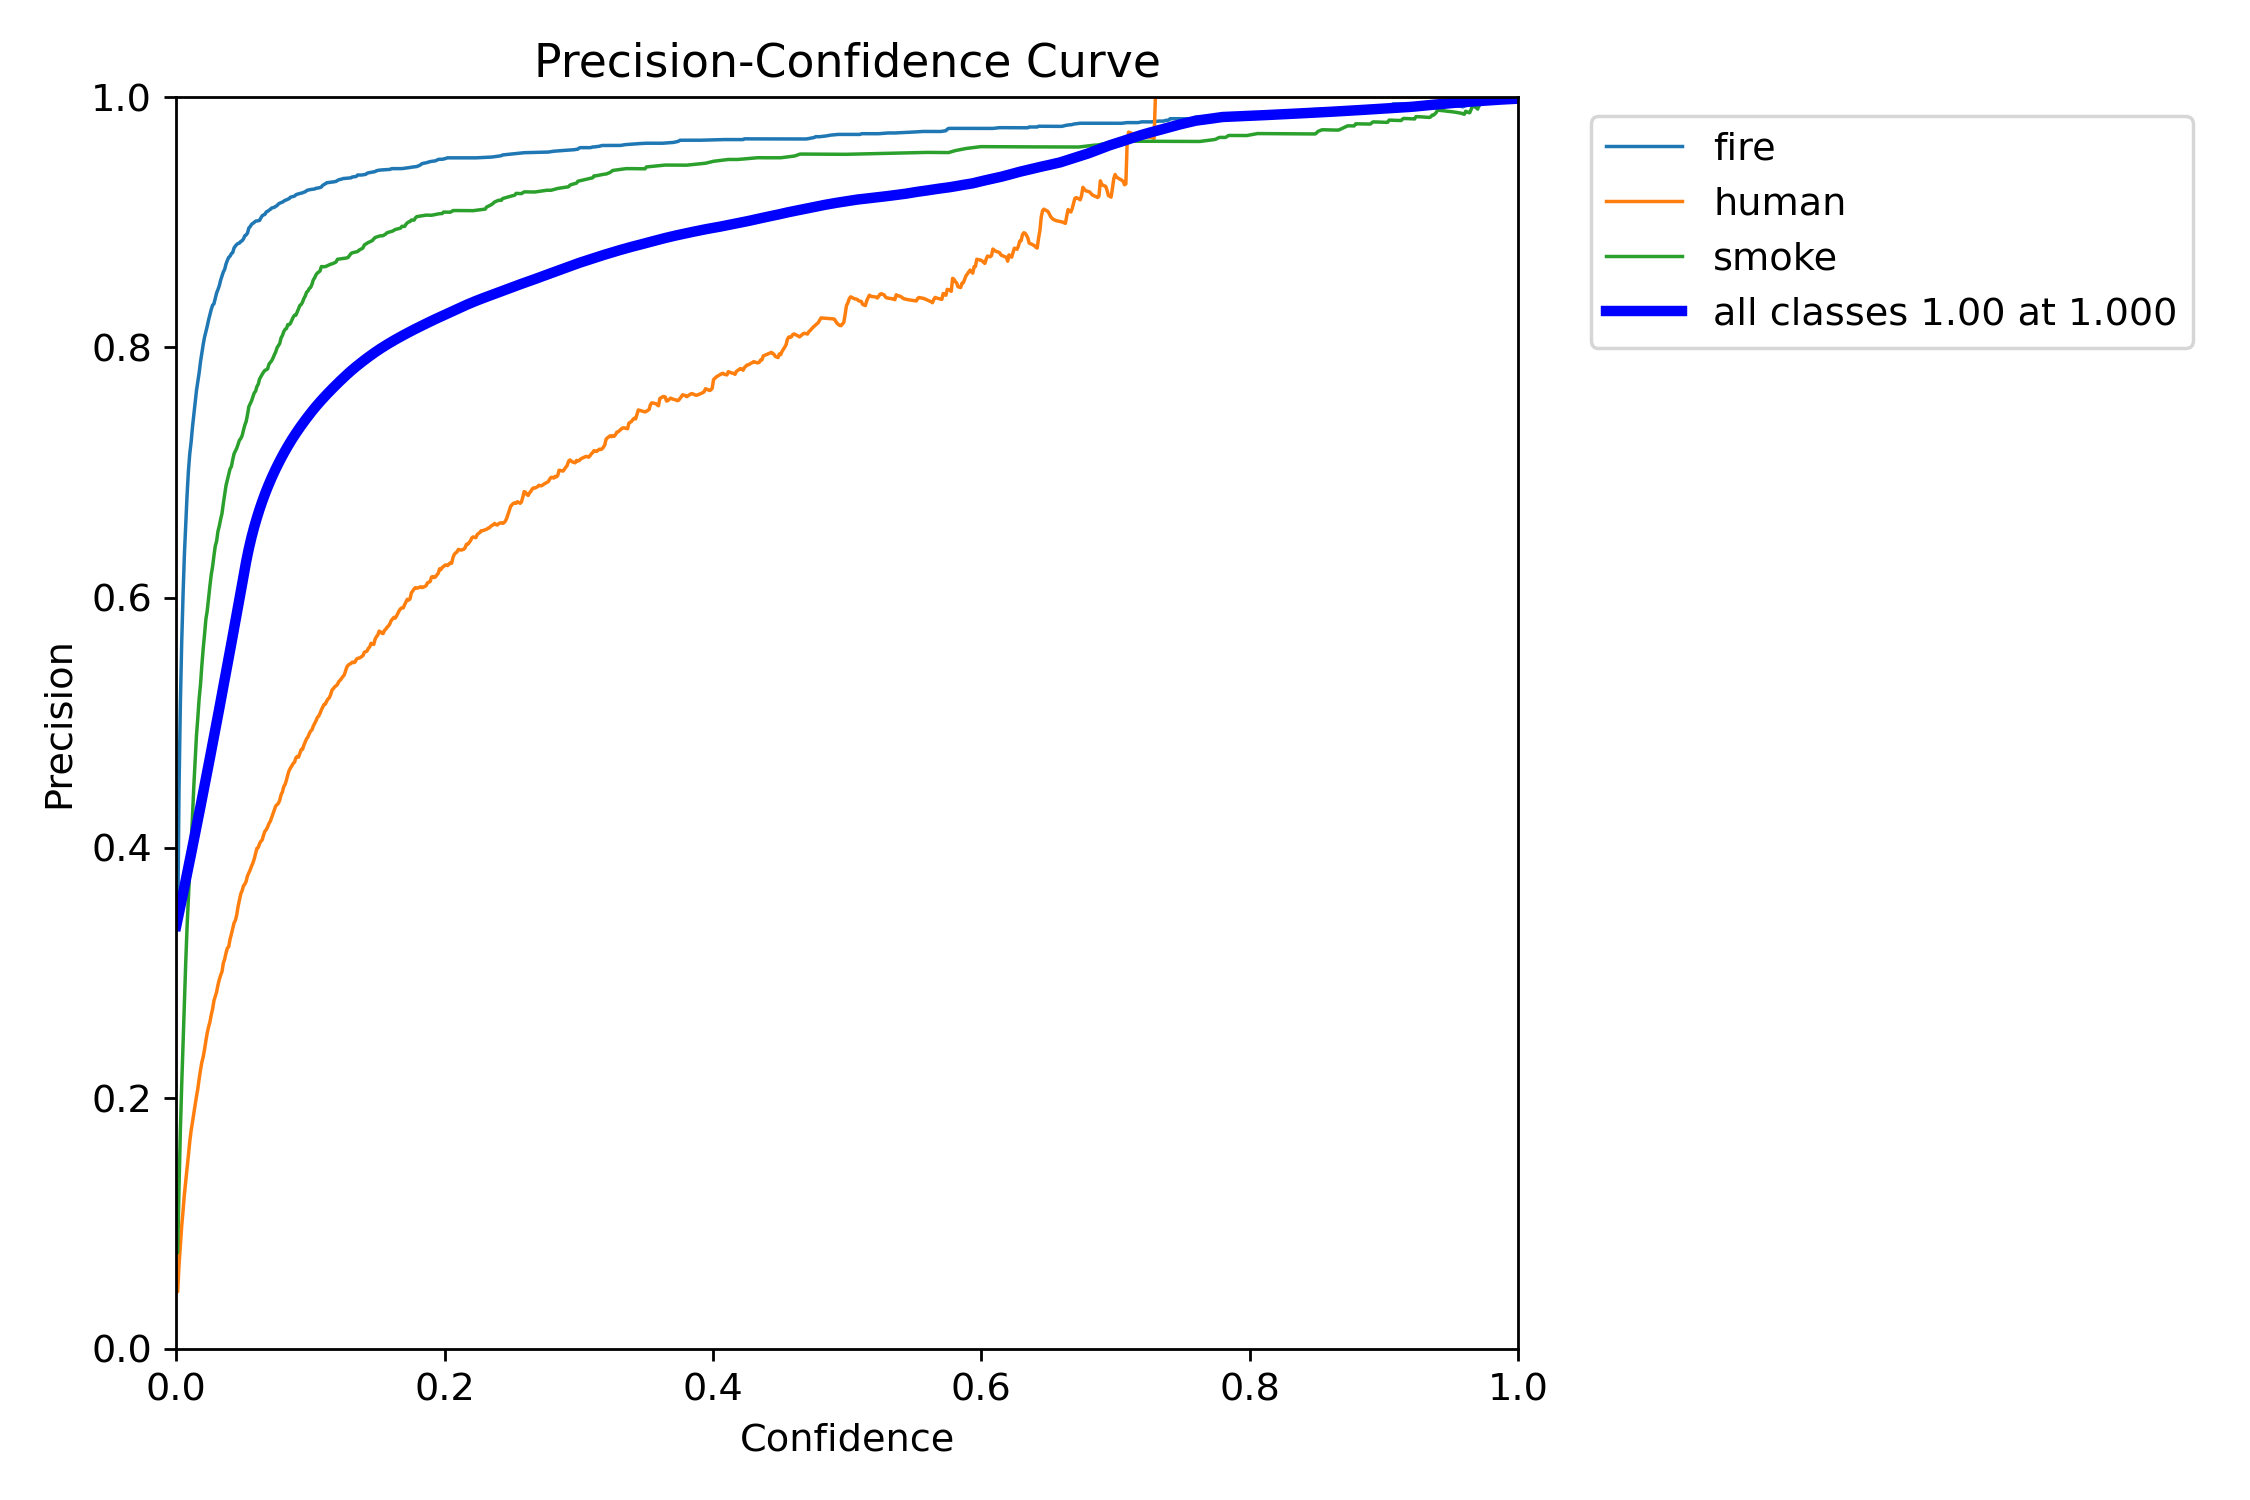 Precision-Confidence Curve
1.0
0.8
0.6
0.4
0.2
0.0
Precision
0.0 0.2 0.4 0.6 0.8 1.0
Confidence
fire
human
smoke
all classes 1.00 at 1.000